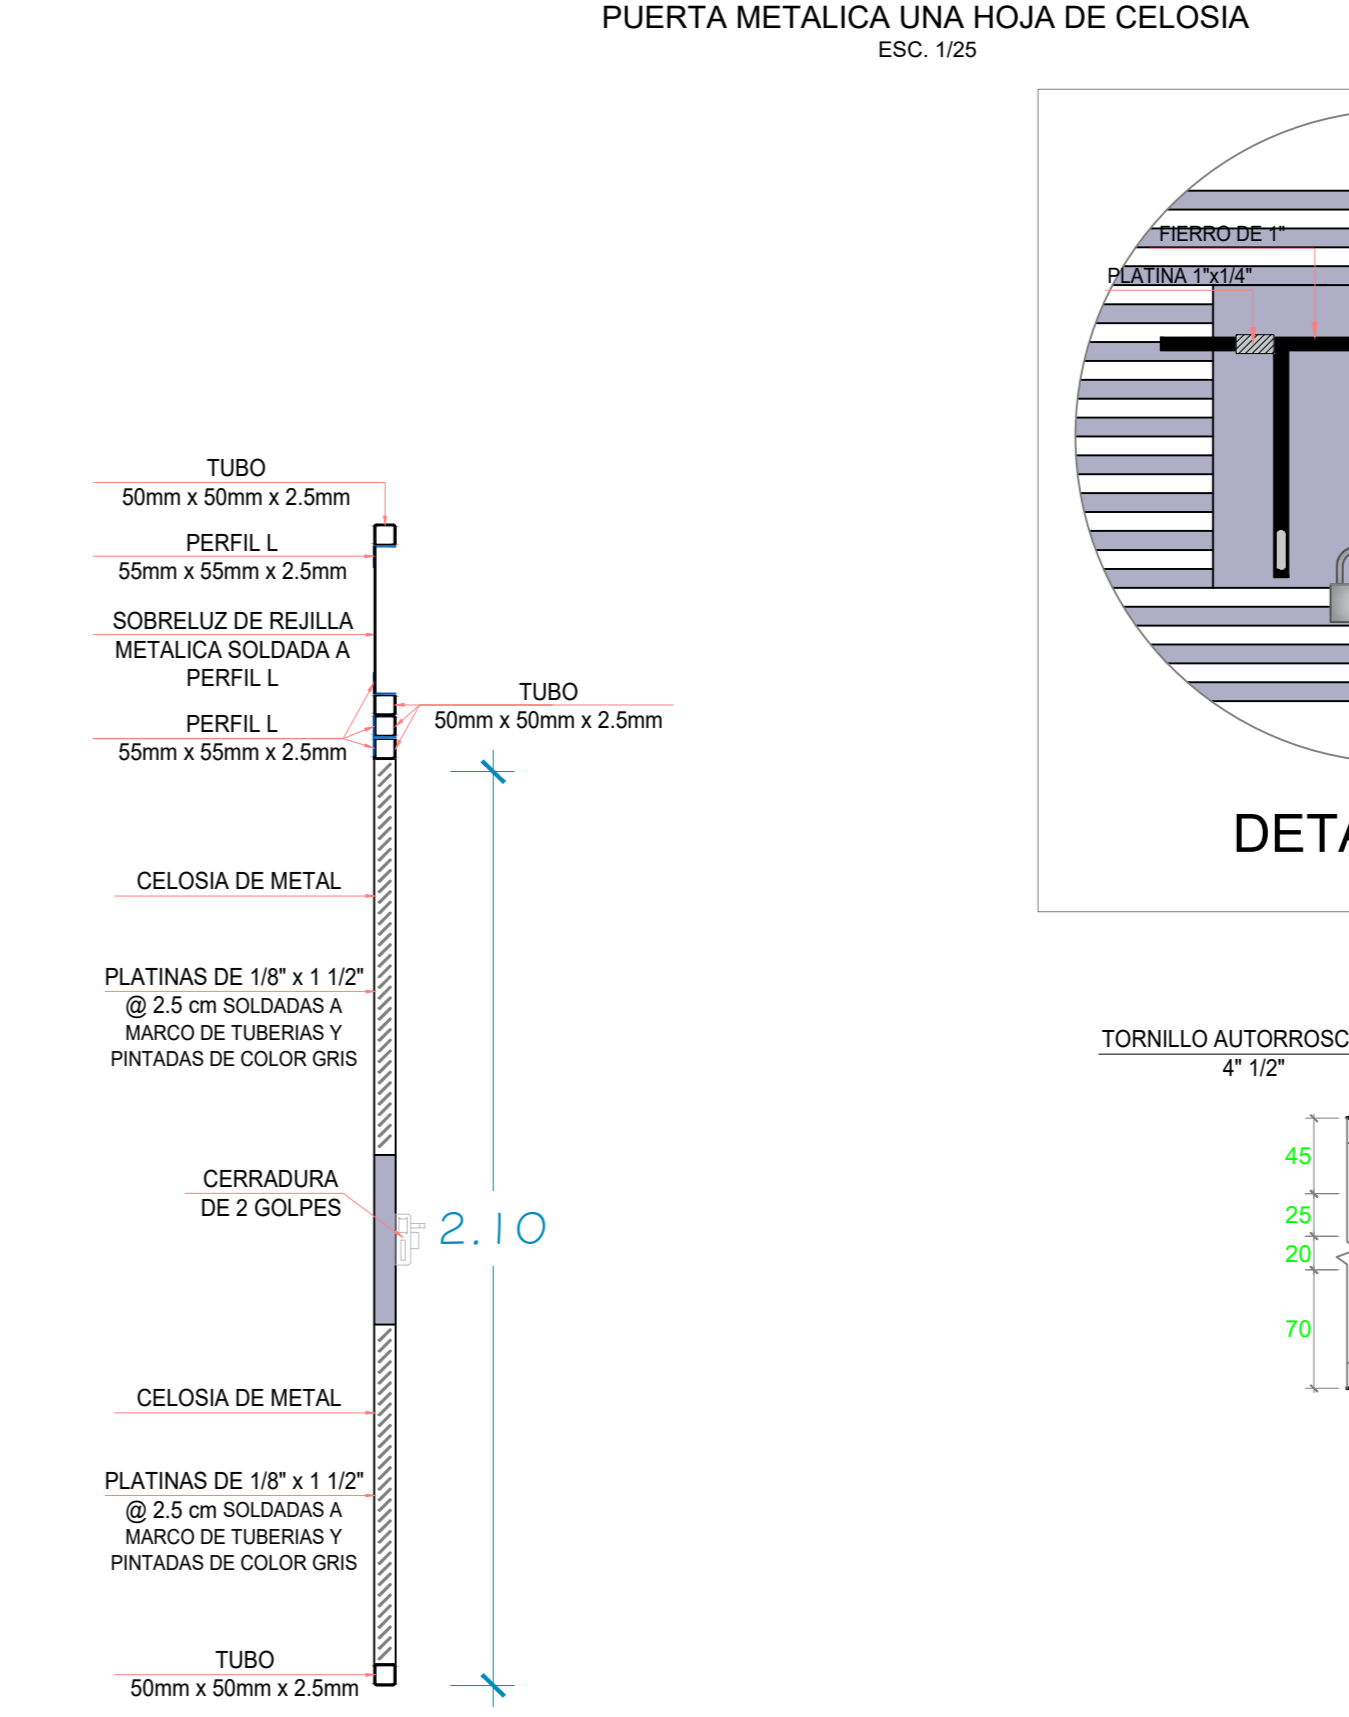 PUERTA METALICA UNA HOJA DE CELOSIA
ESC. 1/25
FIERRO DE 1"
PLATINA 1"x1/4"
TUBO
50mm x 50mm x 2.5mm
PERFIL L
55mm x 55mm x 2.5mm
SOBRELUZ DE REJILLA
METALICA SOLDADA A
PERFIL L
PERFIL L
55mm x 55mm x 2.5mm
TUBO
50mm x 50mm x 2.5mm
DETA
CELOSIA DE METAL
PLATINAS DE 1/8" x 1 1/2"
@ 2.5 cm SOLDADAS A
MARCO DE TUBERIAS Y
PINTADAS DE COLOR GRIS
TORNILLO AUTORROSC
4" 1/2"
45
25
20
70
CERRADURA
DE 2 GOLPES
2.10
CELOSIA DE METAL
PLATINAS DE 1/8" x 1 1/2"
@ 2.5 cm SOLDADAS A
MARCO DE TUBERIAS Y
PINTADAS DE COLOR GRIS
TUBO
50mm x 50mm x 2.5mm